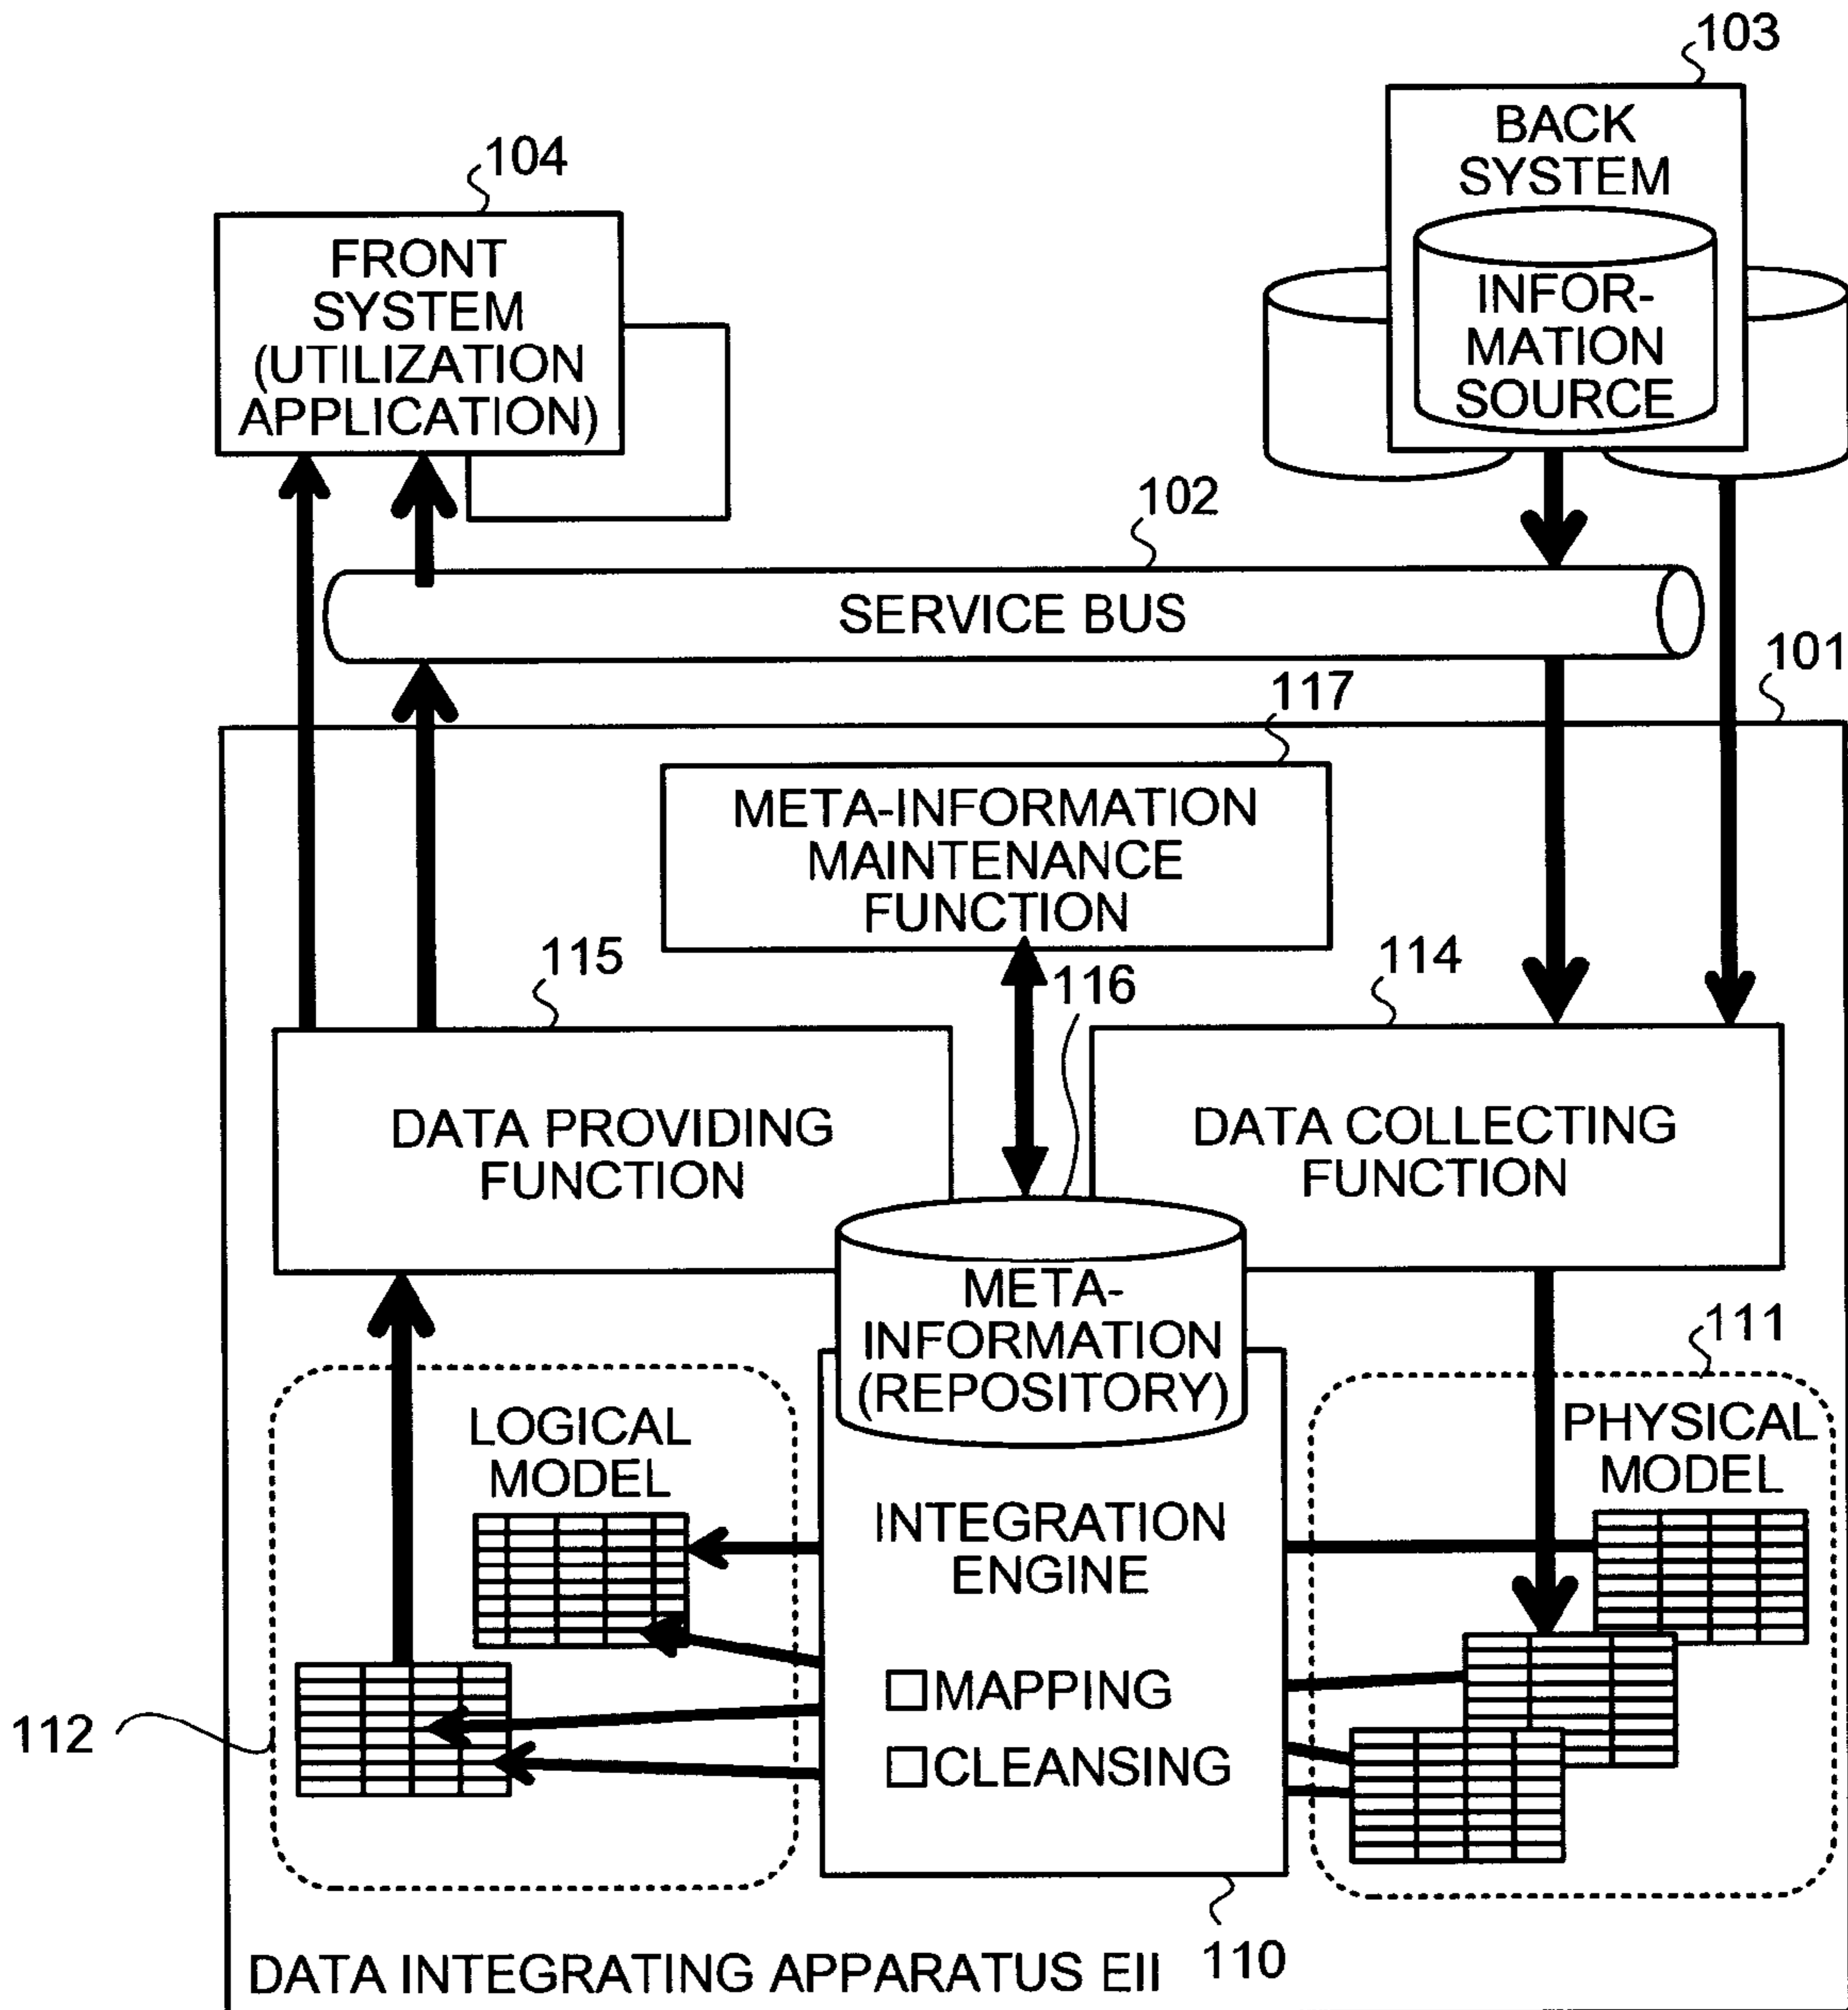 103
BACK
SYSTEM
INFOR-
MATION
SOURCE
104
FRONT
SYSTEM
(UTILIZATION
APPLICATION)
102
SERVICE BUS
101
117
META-INFORMATION
MAINTENANCE
FUNCTION
115
116
114
DATA PROVIDING
FUNCTION
DATA COLLECTING
FUNCTION
META-
INFORMATION
(REPOSITORY)
111
LOGICAL
MODEL
PHYSICAL
MODEL
INTEGRATION
ENGINE
□MAPPING
□CLEANSING
112
110
DATA INTEGRATING APPARATUS EII